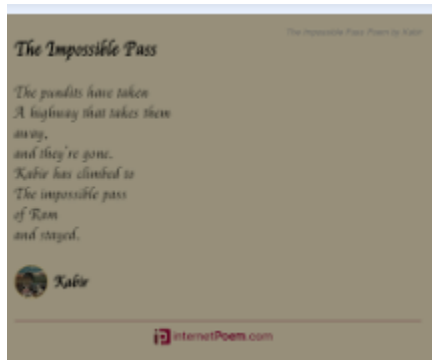 The Impossible Pass Poem by Kabir
The Impossible Pass
The pundits have taken
A highway that takes them
away,
and they're gone.
Kabir has climbed to
The impossible pass
of Ram
and stayed.
Kabir
internetPoem.com